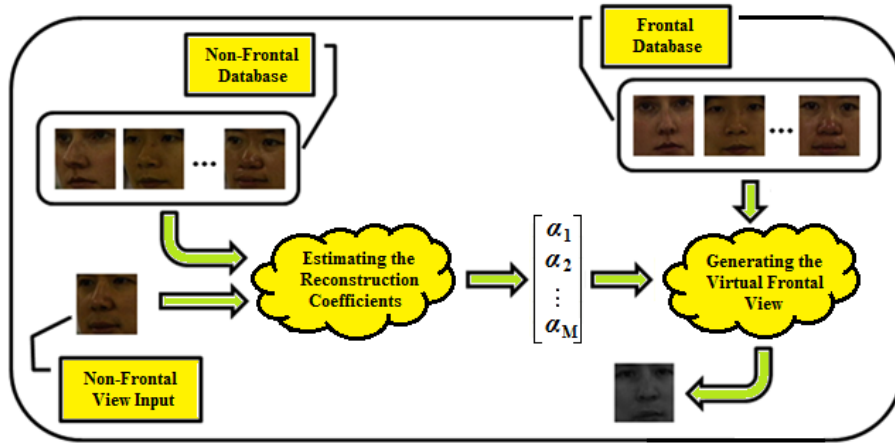 Non-Frontal
Database
Frontal
Database
...
...
Estimating the
Reconstruction
Coefficients
α1
α2
⋮
αM
Generating the
Virtual Frontal
View
Non-Frontal
View Input